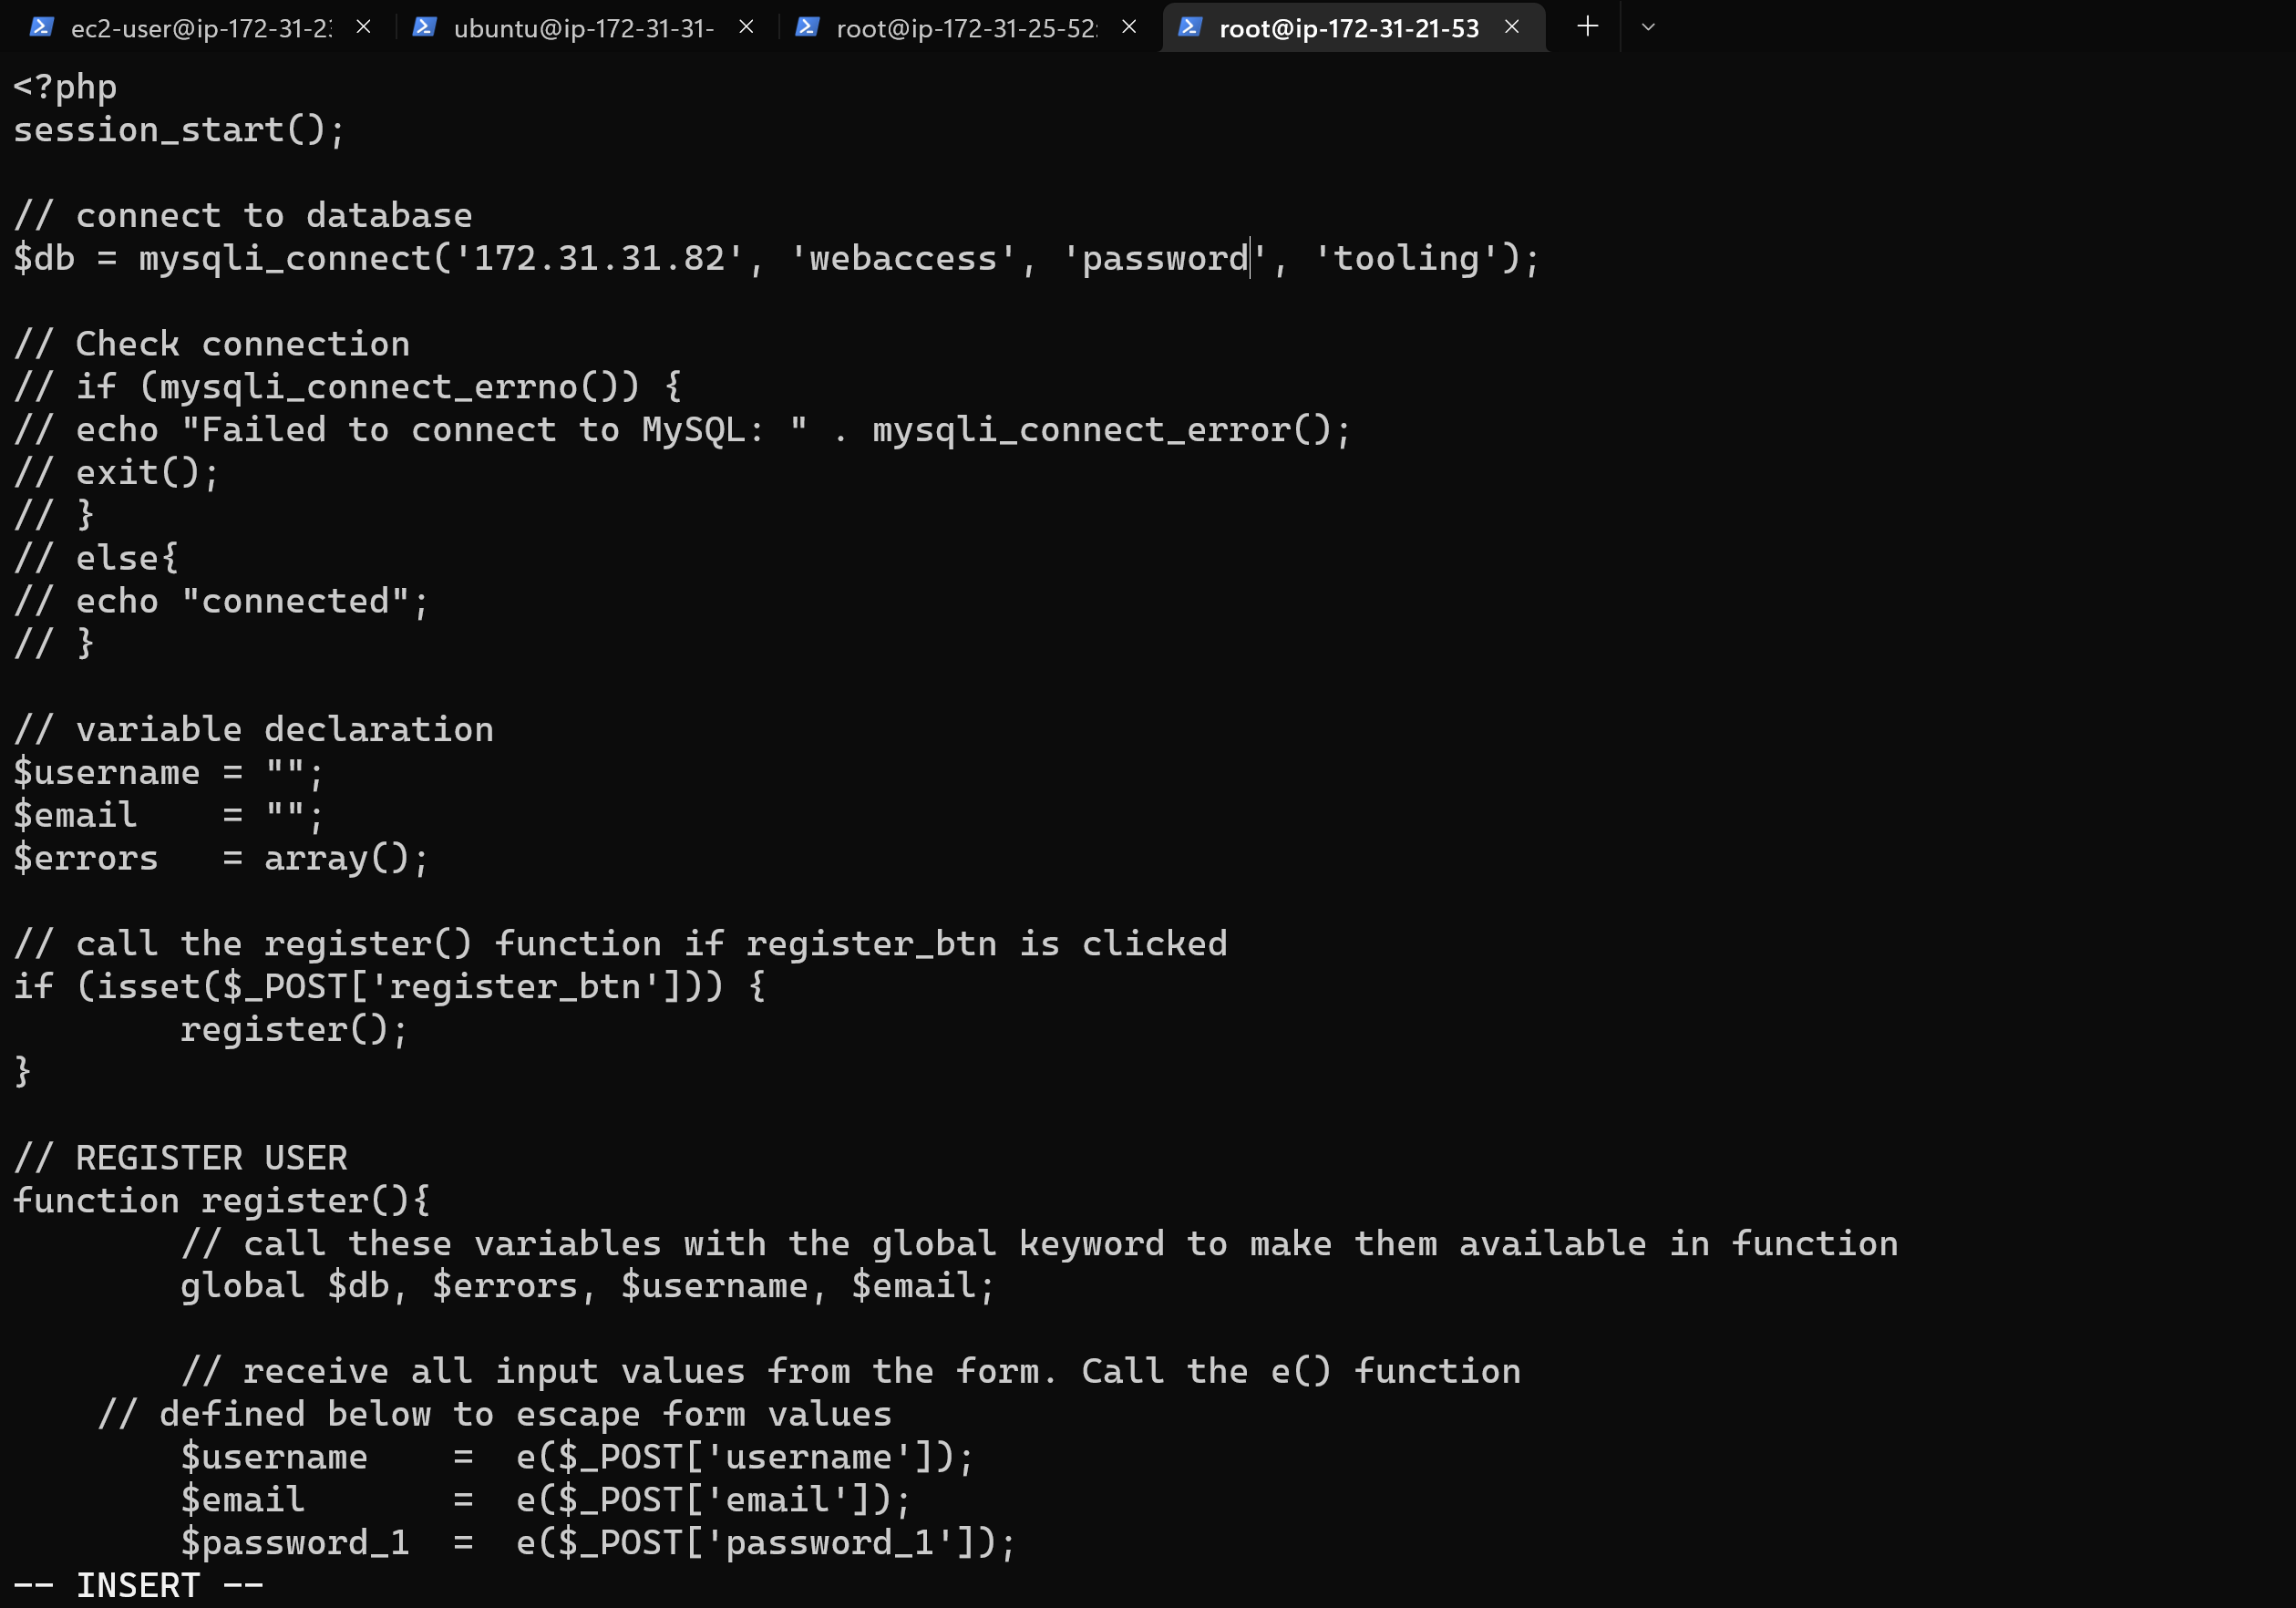 ec2-user@ip-172-31-23
ubuntu@ip-172-31-31-
root@ip-172-31-25-52:
root@ip-172-31-21-53
<?php
session_start();

// connect to database
$db = mysqli_connect('172.31.31.82', 'webaccess', 'password', 'tooling');

// Check connection
// if (mysqli_connect_errno()) {
// echo "Failed to connect to MySQL: " . mysqli_connect_error();
// exit();
// }
// else{
// echo "connected";
// }

// variable declaration
$username = "";
$email    = "";
$errors   = array();

// call the register() function if register_btn is clicked
if (isset($_POST['register_btn'])) {
        register();
}

// REGISTER USER
function register(){
        // call these variables with the global keyword to make them available in function
        global $db, $errors, $username, $email;

        // receive all input values from the form. Call the e() function
    // defined below to escape form values
        $username    =  e($_POST['username']);
        $email       =  e($_POST['email']);
        $password_1  =  e($_POST['password_1']);
-- INSERT --